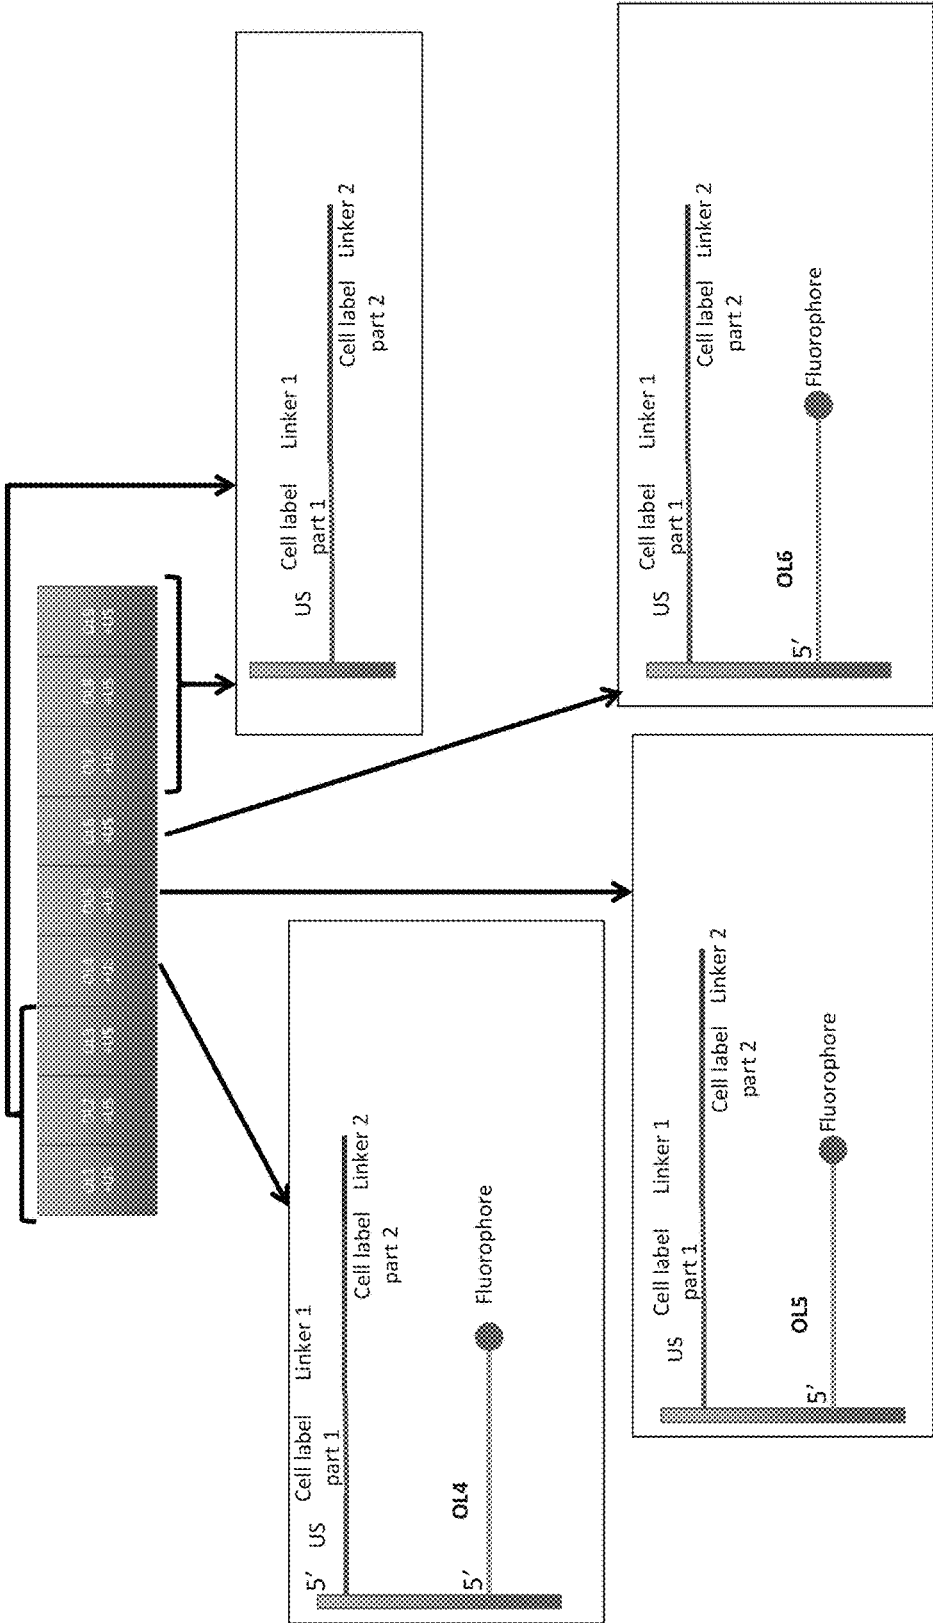 5′ US
Cell label
part 1
Linker 1
Cell label
part 2
Linker 2
OL4
5′
Fluorophore
US
Cell label
part 1
Linker 1
Cell label
part 2
Linker 2
US
Cell label
part 1
Linker 1
Cell label
part 2
Linker 2
OL5
5′
Fluorophore
US
Cell label
part 1
Linker 1
Cell label
part 2
Linker 2
OL6
5′
Fluorophore